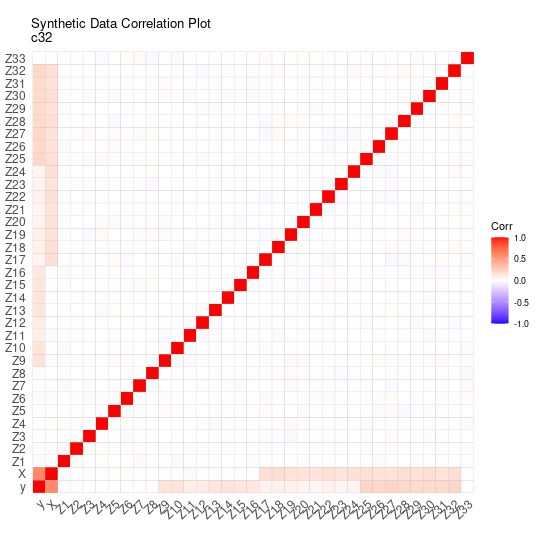 Synthetic Data Correlation Plot
c32
Z33
Z32
Z31
Z30
Z29
Z28
Z27
Z26
Z25
Z24
Z23
Z22
Z21
Z20
Z19
Z18
Z17
Z16
Z15
Z14
Z13
Z12
Z11
Z10
Z9
Z8
Z7
Z6
Z5
Z4
Z3
Z2
Z1
X
y
Corr
1.0
0.5
0.0
-0.5
-1.0
y X Z1 Z2 Z3 Z4 Z5 Z6 Z7 Z8 Z9 Z10 Z11 Z12 Z13 Z14 Z15 Z16 Z17 Z18 Z19 Z20 Z21 Z22 Z23 Z24 Z25 Z26 Z27 Z28 Z29 Z30 Z31 Z32 Z33